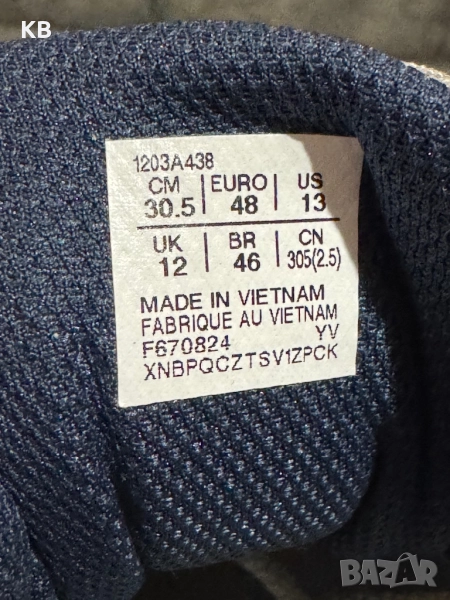 KB
1203A438
CM | EURO | US
30.5 | 48 | 13
UK | BR | CN
12 | 46 | 305(2.5)
MADE IN VIETNAM
FABRIQUE AU VIETNAM
F670824 YV
XNBPQCZTSV1ZPCK
BAZAR